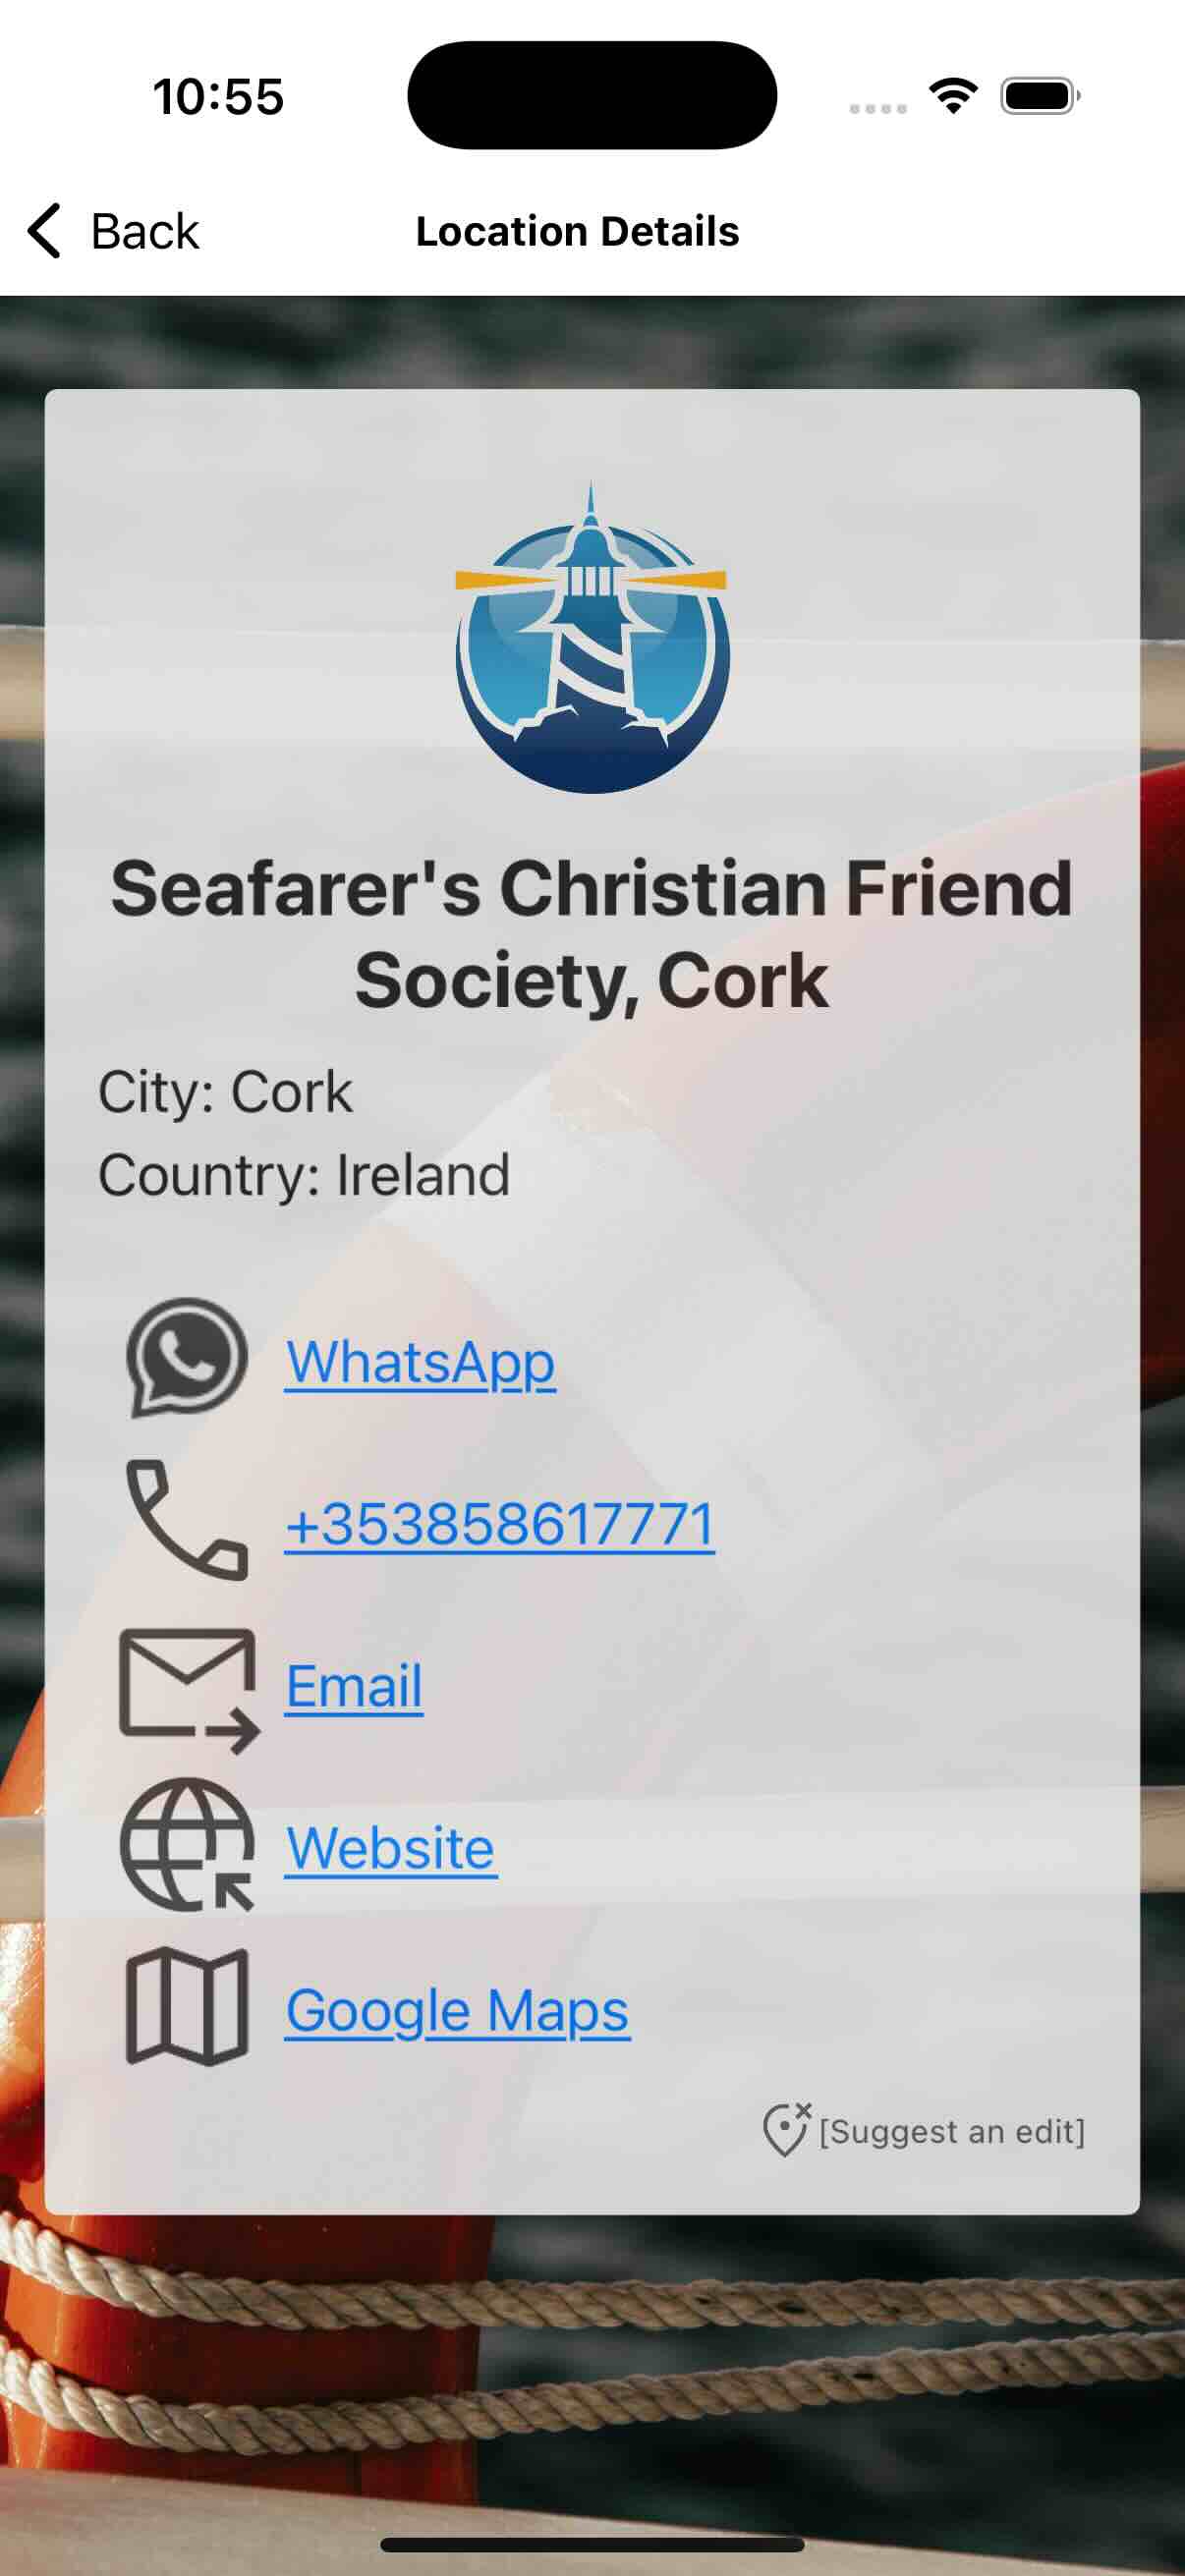 10:55
Back
Location Details
Seafarer's Christian Friend
Society, Cork
City: Cork
Country: Ireland
WhatsApp
+353858617771
Email
Website
Google Maps
[Suggest an edit]